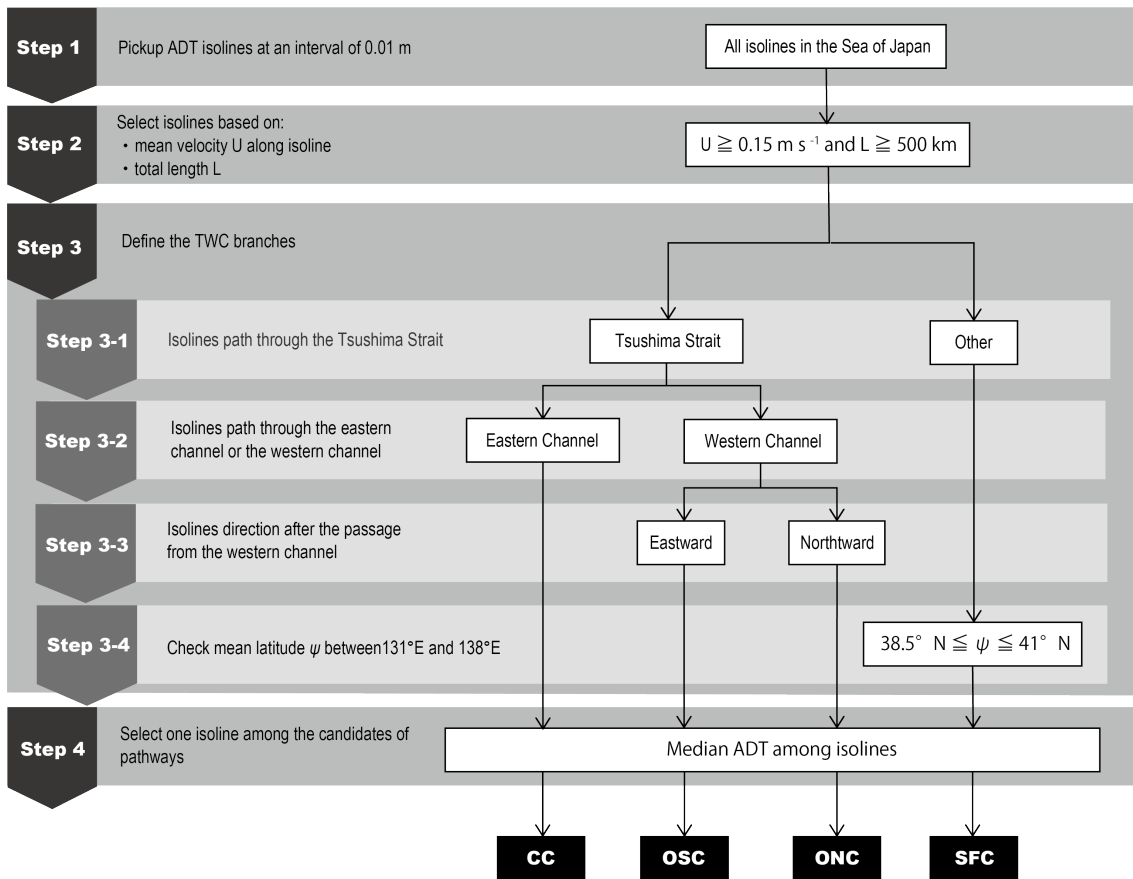 Step 1
Pickup ADT isolines at an interval of 0.01 m
All isolines in the Sea of Japan
Step 2
Select isolines based on:
• mean velocity U along isoline
• total length L
U ≧ 0.15 m s⁻¹ and L ≧ 500 km
Step 3
Define the TWC branches
Step 3-1
Isolines path through the Tsushima Strait
Tsushima Strait
Other
Step 3-2
Isolines path through the eastern
channel or the western channel
Eastern Channel
Western Channel
Step 3-3
Isolines direction after the passage
from the western channel
Eastward
Northtward
Step 3-4
Check mean latitude ψ between131°E and 138°E
38.5° N ≦ ψ ≦ 41° N
Step 4
Select one isoline among the candidates of
pathways
Median ADT among isolines
CC
OSC
ONC
SFC